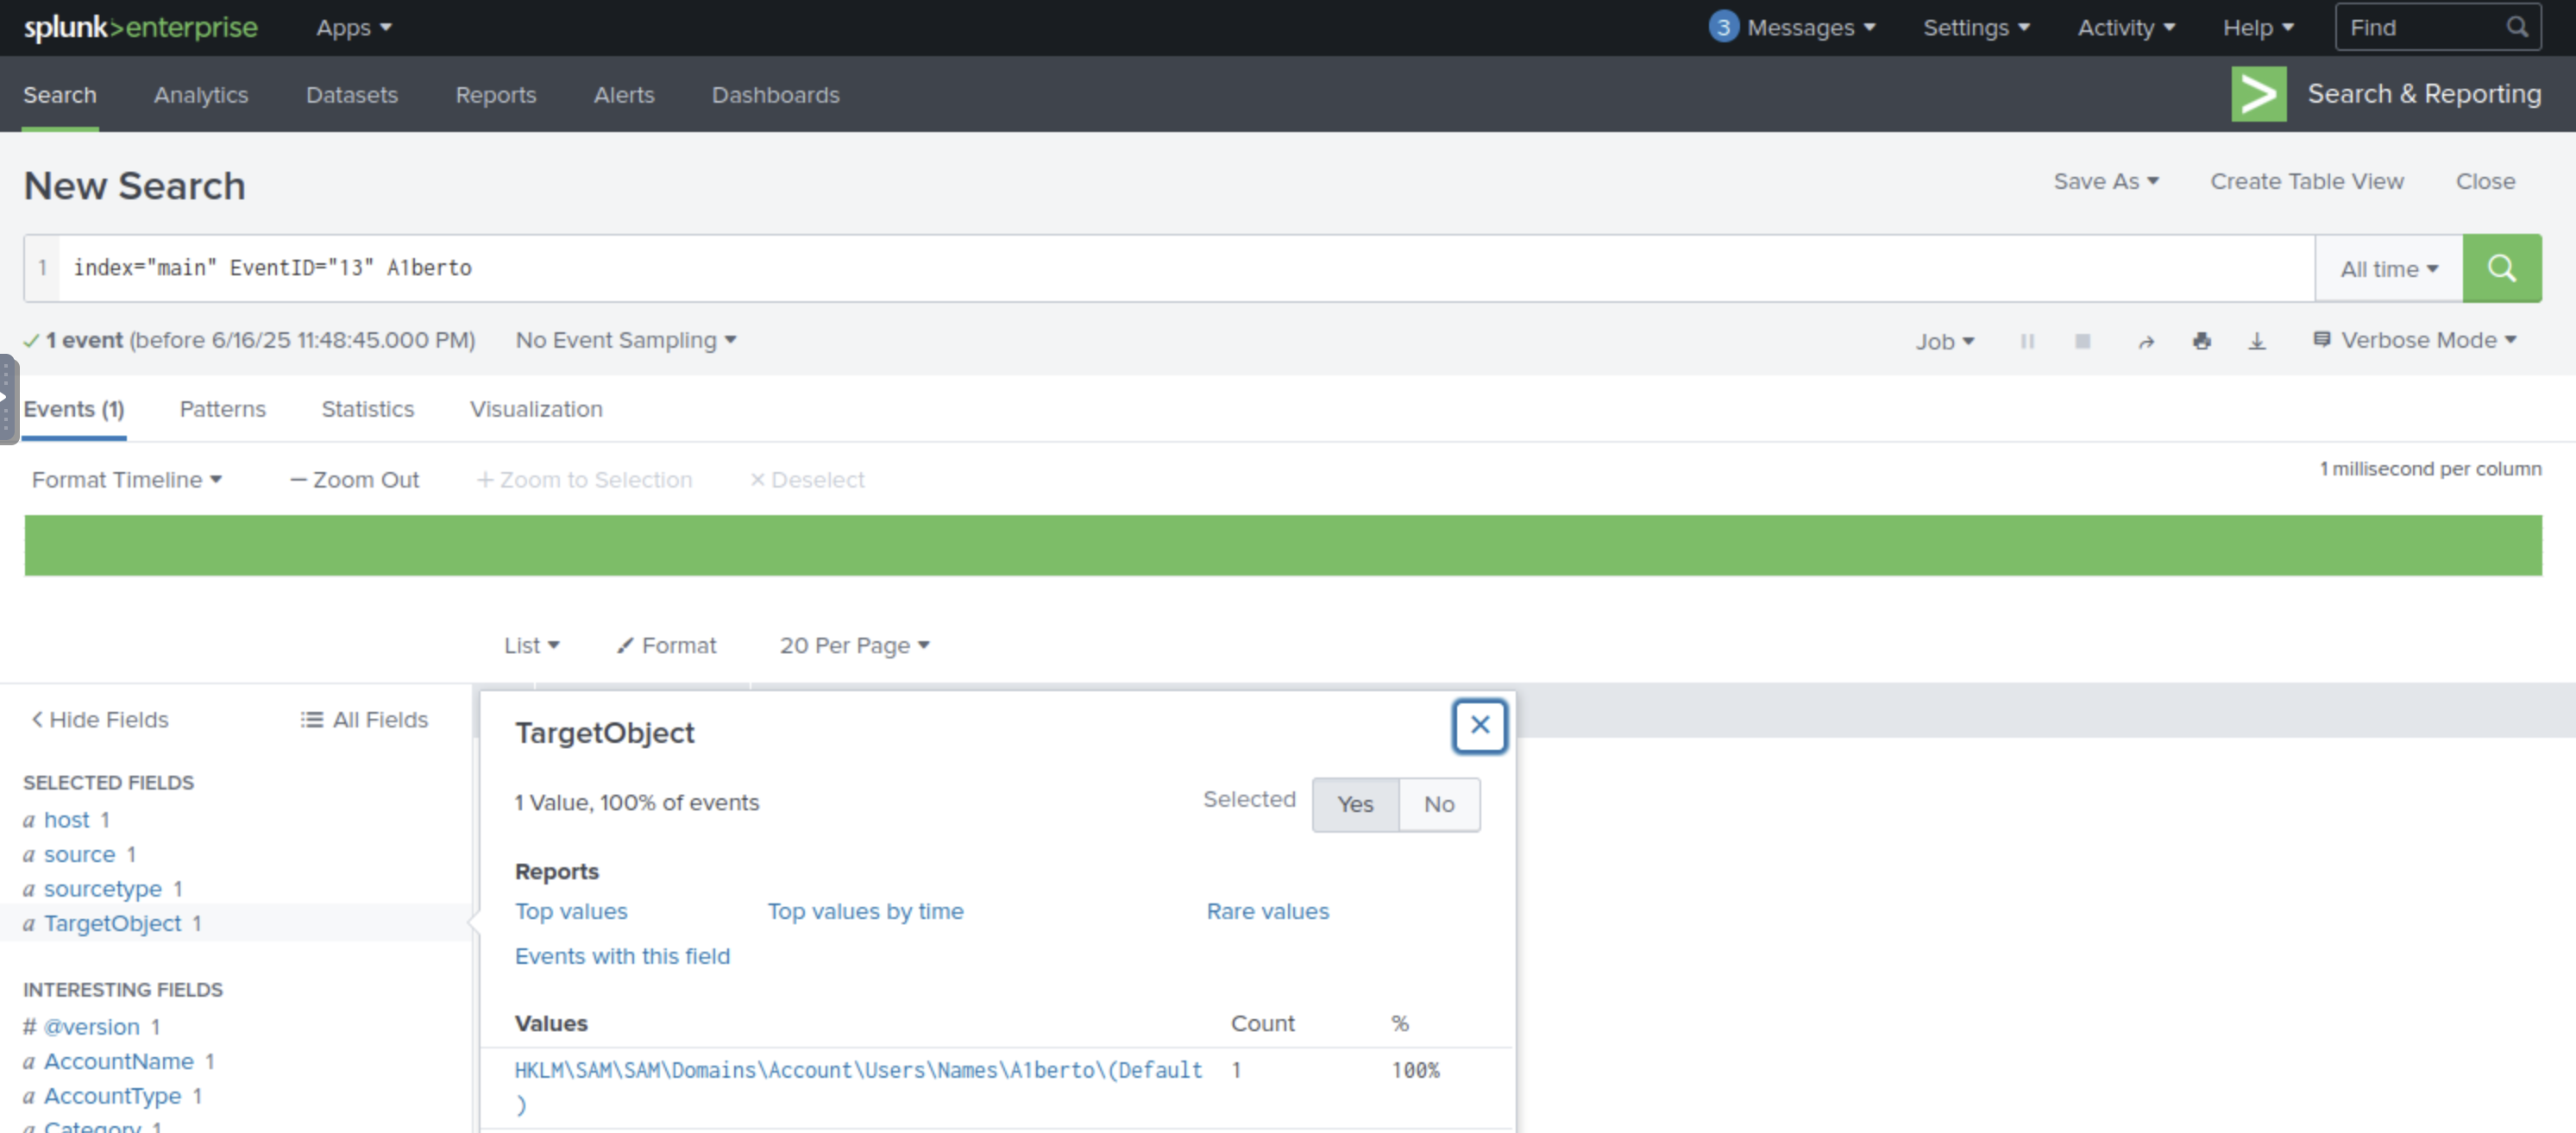 splunk>enterprise Apps 3 Messages Settings Activity Help Find
Search Analytics Datasets Reports Alerts Dashboards Search & Reporting
New Search Save As Create Table View Close
1 index="main" EventID="13" A1berto All time
1 event (before 6/16/25 11:48:45.000 PM) No Event Sampling Job Verbose Mode
Events (1) Patterns Statistics Visualization
Format Timeline — Zoom Out + Zoom to Selection × Deselect 1 millisecond per column
List Format 20 Per Page
< Hide Fields All Fields
SELECTED FIELDS
a host 1
a source 1
a sourcetype 1
a TargetObject 1
INTERESTING FIELDS
# @version 1
a AccountName 1
a AccountType 1
a Category 1
TargetObject
1 Value, 100% of events Selected Yes No
Reports
Top values Top values by time Rare values
Events with this field
Values Count %
HKLM\SAM\SAM\Domains\Account\Users\Names\A1berto\(Default 1 100%
)